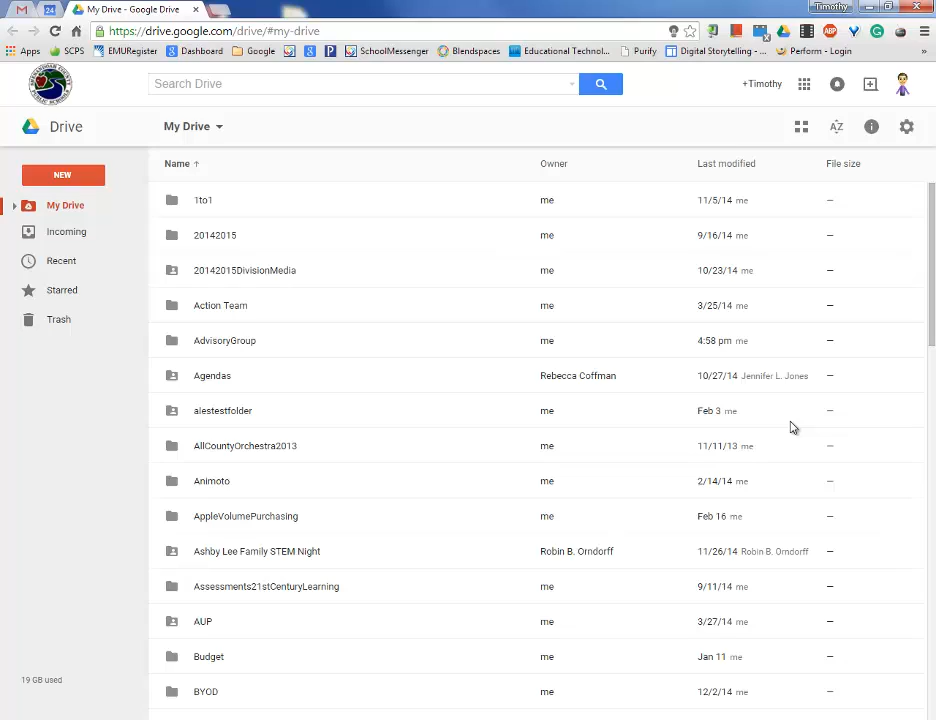 My Drive - Google Drive × Timothy
https://drive.google.com/drive/#my-drive
Apps SCPS EMURegister Dashboard Google SchoolMessenger Blendspaces Educational Technol... Purify Digital Storytelling - ... Perform - Login »
Search Drive +Timothy
Drive My Drive
Name Owner Last modified File size
NEW
My Drive
Incoming
Recent
Starred
Trash
19 GB used
1to1 me 11/5/14 me –
20142015 me 9/16/14 me –
20142015DivisionMedia me 10/23/14 me –
Action Team me 3/25/14 me –
AdvisoryGroup me 4:58 pm me –
Agendas Rebecca Coffman 10/27/14 Jennifer L. Jones –
alestestfolder me Feb 3 me –
AllCountyOrchestra2013 me 11/11/13 me –
Animoto me 2/14/14 me –
AppleVolumePurchasing me Feb 16 me –
Ashby Lee Family STEM Night Robin B. Orndorff 11/26/14 Robin B. Orndorff –
Assessments21stCenturyLearning me 9/11/14 me –
AUP me 3/27/14 me –
Budget me Jan 11 me –
BYOD me 12/2/14 me –